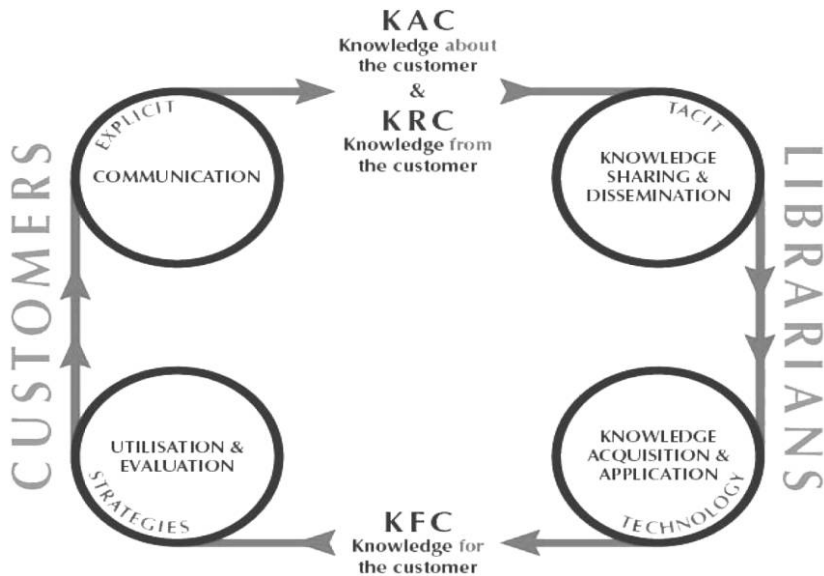 KAC
Knowledge about
the customer
&
KRC
Knowledge from
the customer
EXPLICIT
COMMUNICATION
TACIT
KNOWLEDGE
SHARING &
DISSEMINATION
CUSTOMERS
LIBRARIANS
UTILISATION &
EVALUATION
STRATEGIES
KNOWLEDGE
ACQUISITION &
APPLICATION
TECHNOLOGY
KFC
Knowledge for
the customer